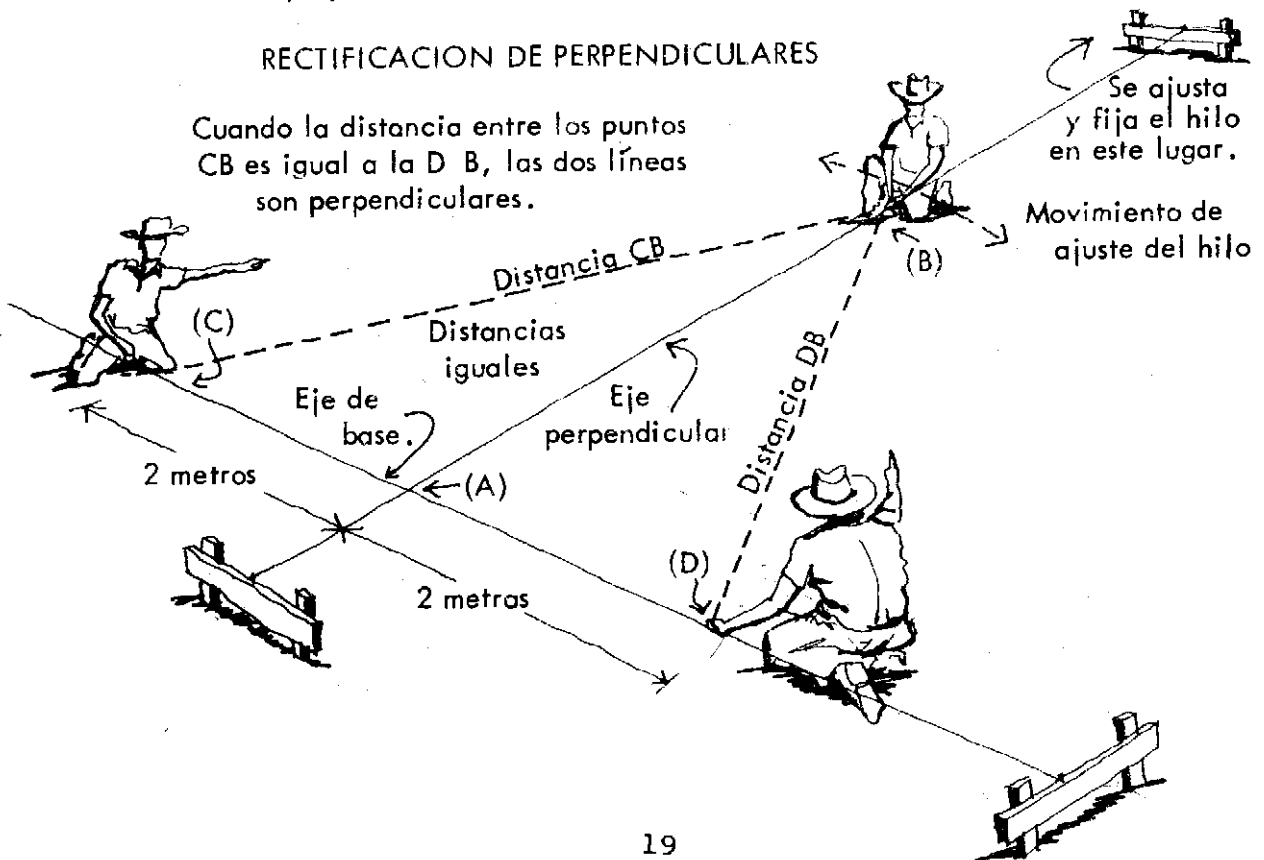 RECTIFICACION DE PERPENDICULARES
Cuando la distancia entre los puntos
CB es igual a la D B, las dos líneas
son perpendiculares.
Se ajusta
y fija el hilo
en este lugar.
Movimiento de
ajuste del hilo
(B)
Distancia CB
(C)
Distancias
iguales
Distancia DB
Eje de
base.
Eje
perpendicular
2 metros
(A)
(D)
2 metros
19